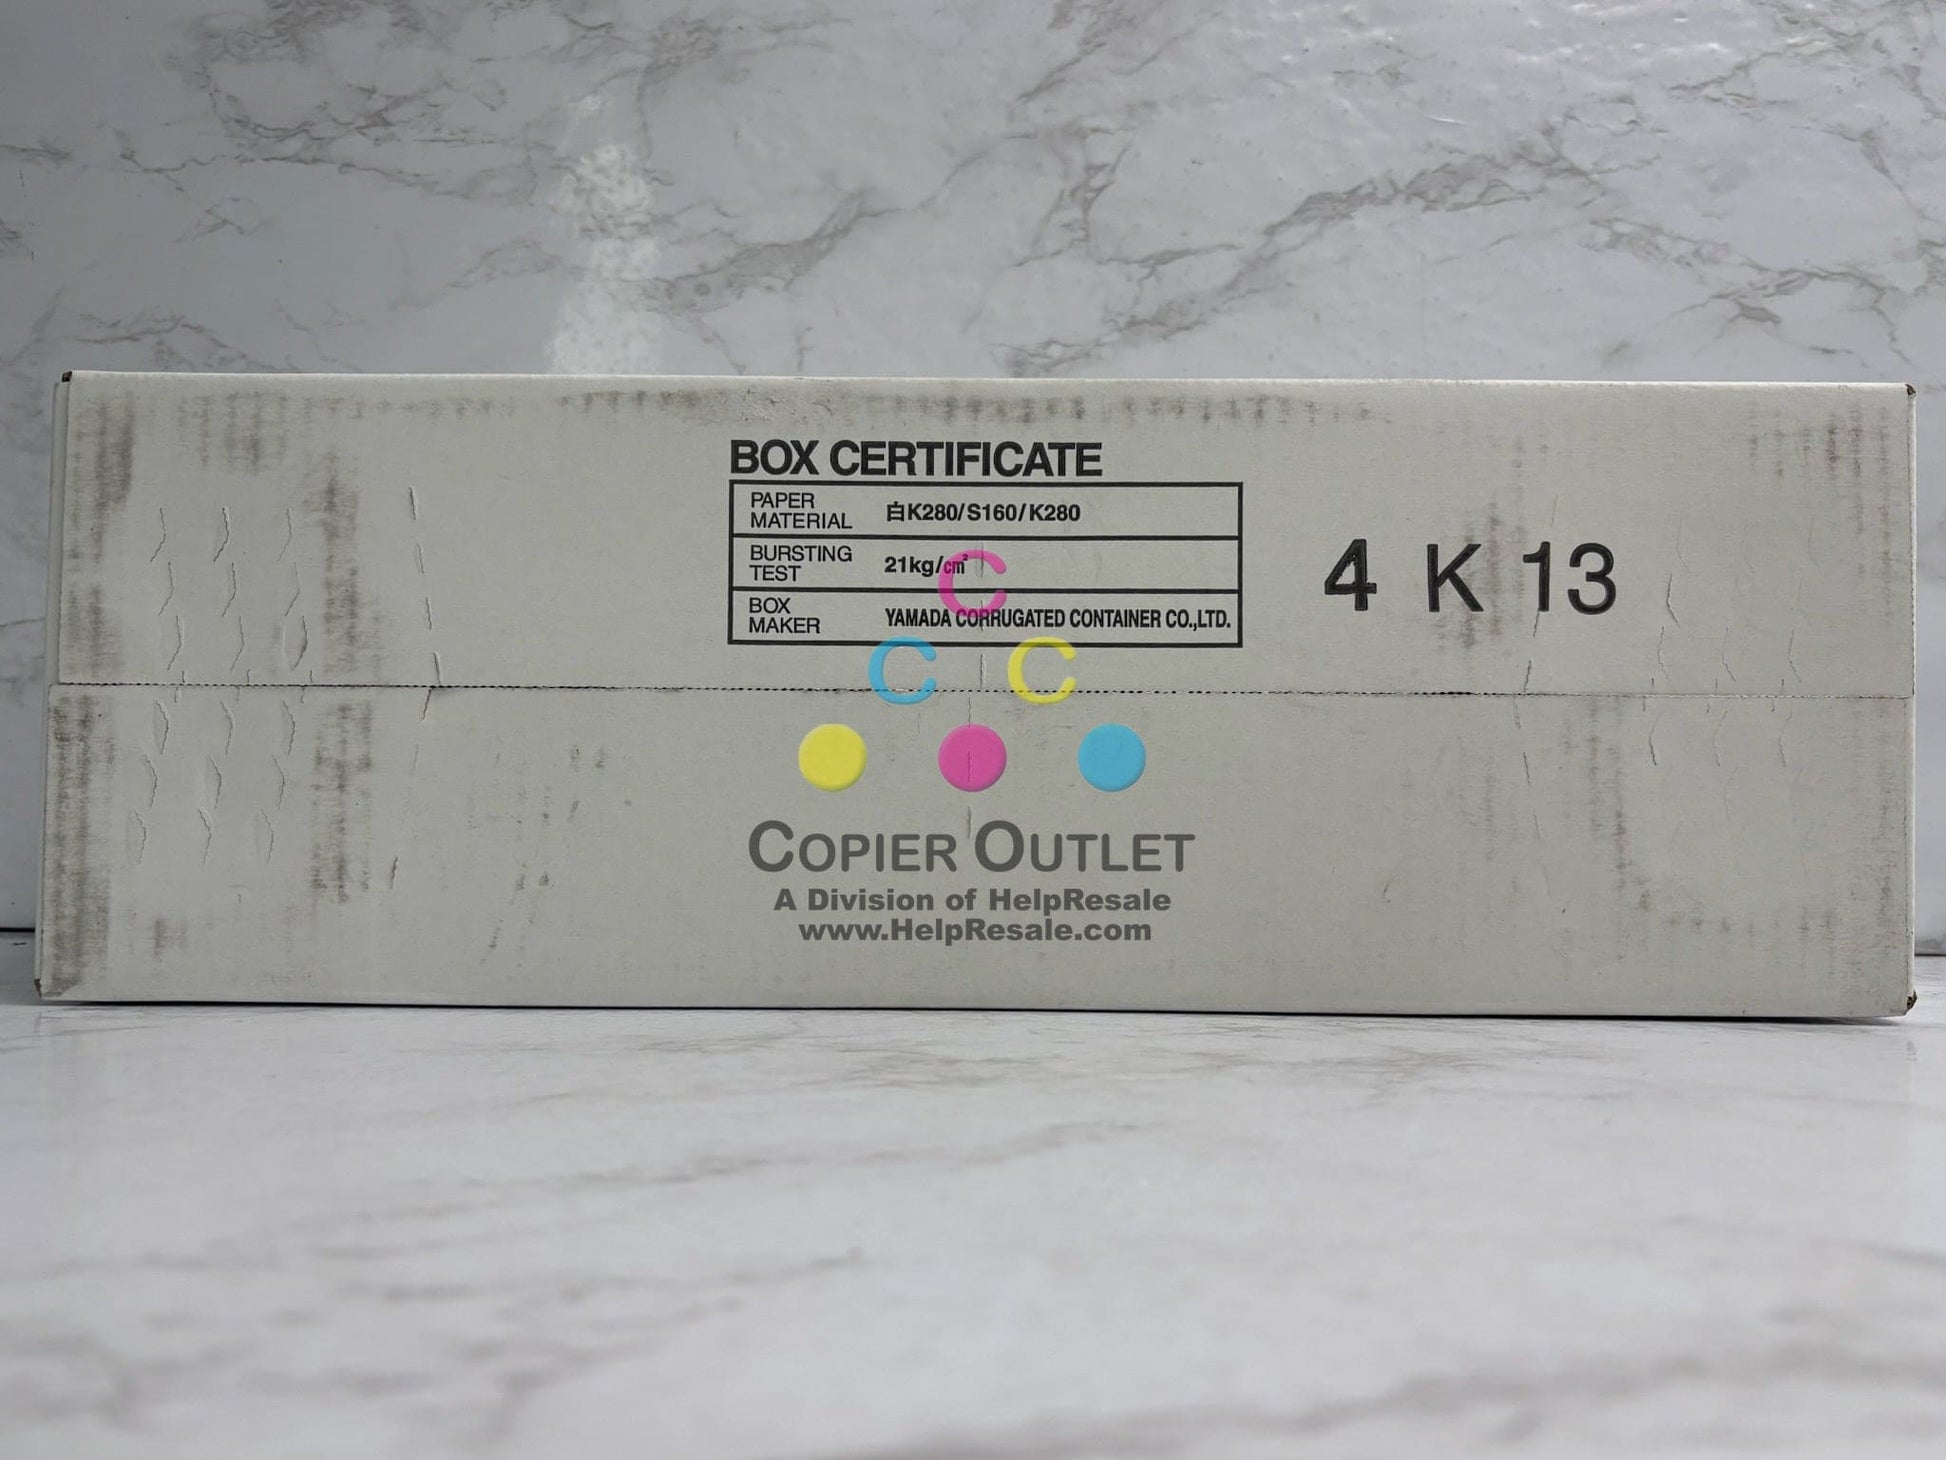 BOX CERTIFICATE
PAPER
MATERIAL
白K280/S160/K280
BURSTING
TEST
21kg/cm²
BOX
MAKER
YAMADA CORRUGATED CONTAINER CO.,LTD.
4 K 13
C
C C
COPIER OUTLET
A Division of HelpResale
www.HelpResale.com